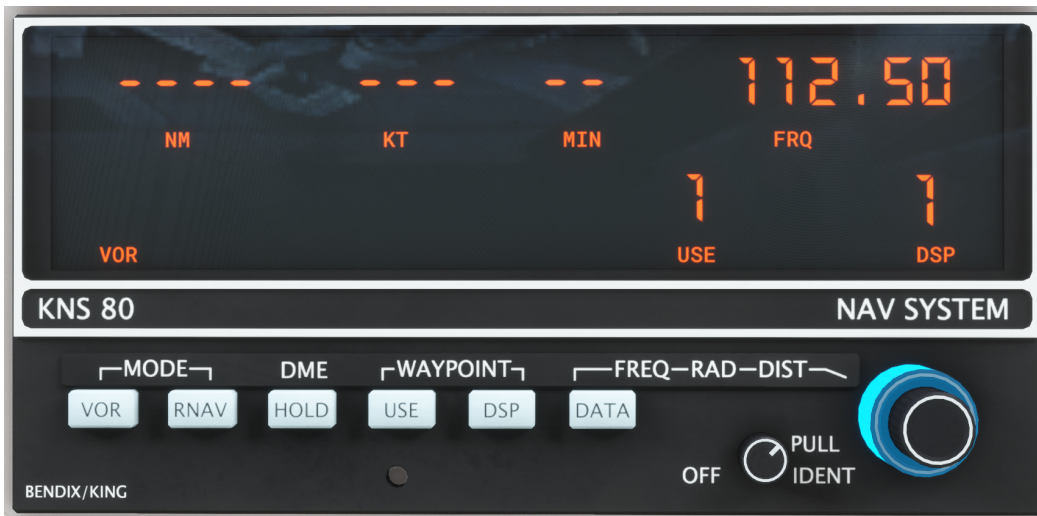 ---- --- -- 112.50
NM KT MIN FRQ
1 1
VOR USE DSP
KNS 80 NAV SYSTEM
MODE DME WAYPOINT FREQ-RAD-DIST
VOR RNAV HOLD USE DSP DATA
PULL
OFF IDENT
BENDIX/KING